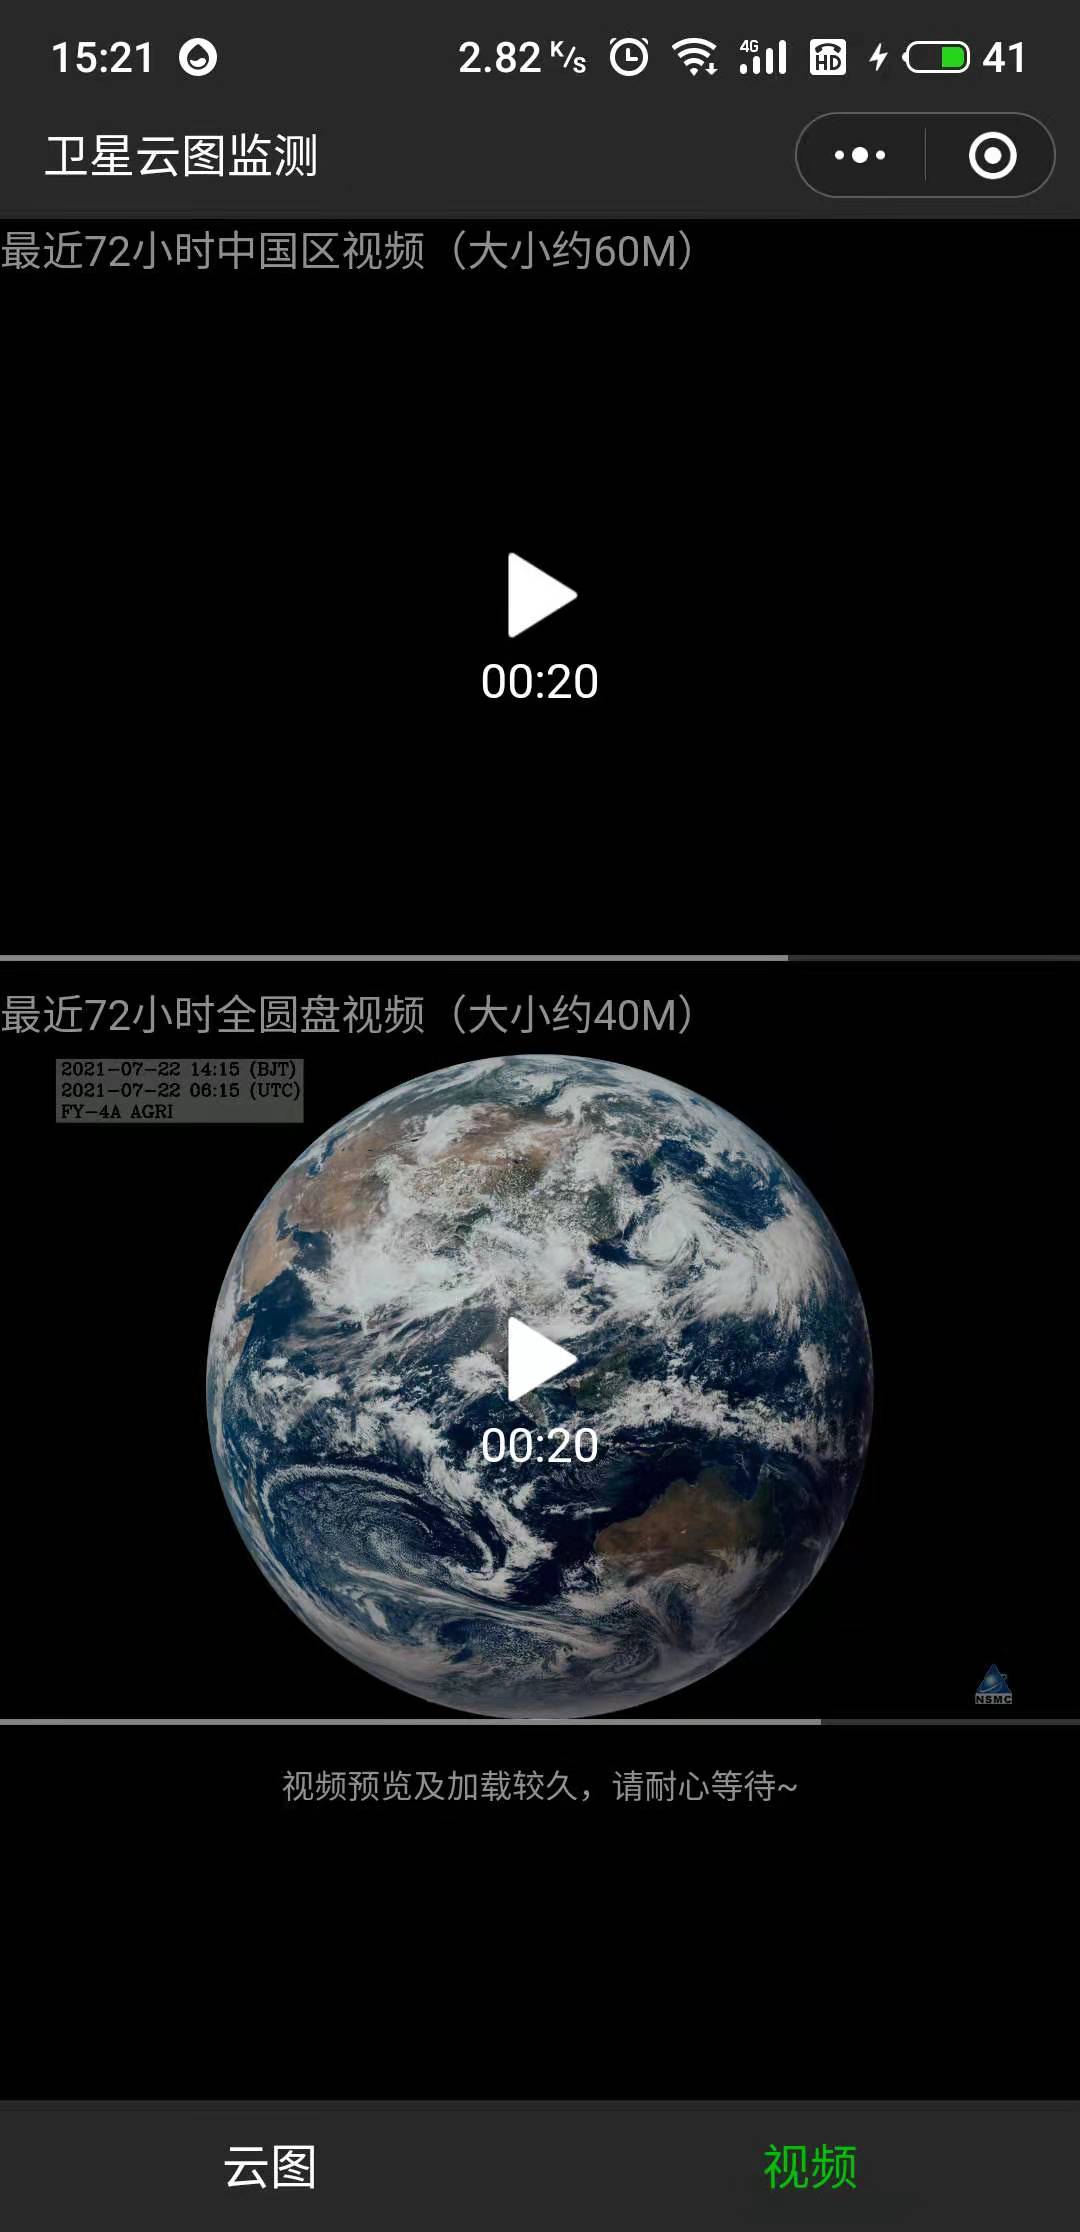 15:21
2.82 K/s 4G HD 41
卫星云图监测
最近72小时中国区视频（大小约60M）
00:20
最近72小时全圆盘视频（大小约40M）
2021-07-22 14:15 (BJT)
2021-07-22 06:15 (UTC)
FY-4A AGRI
00:20
NSMC
视频预览及加载较久，请耐心等待~
云图 视频